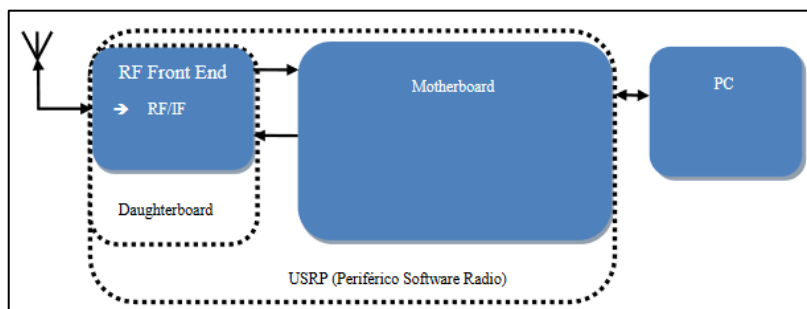 RF Front End
➔ RF/IF
Daughterboard
Motherboard
PC
USRP (Periférico Software Radio)